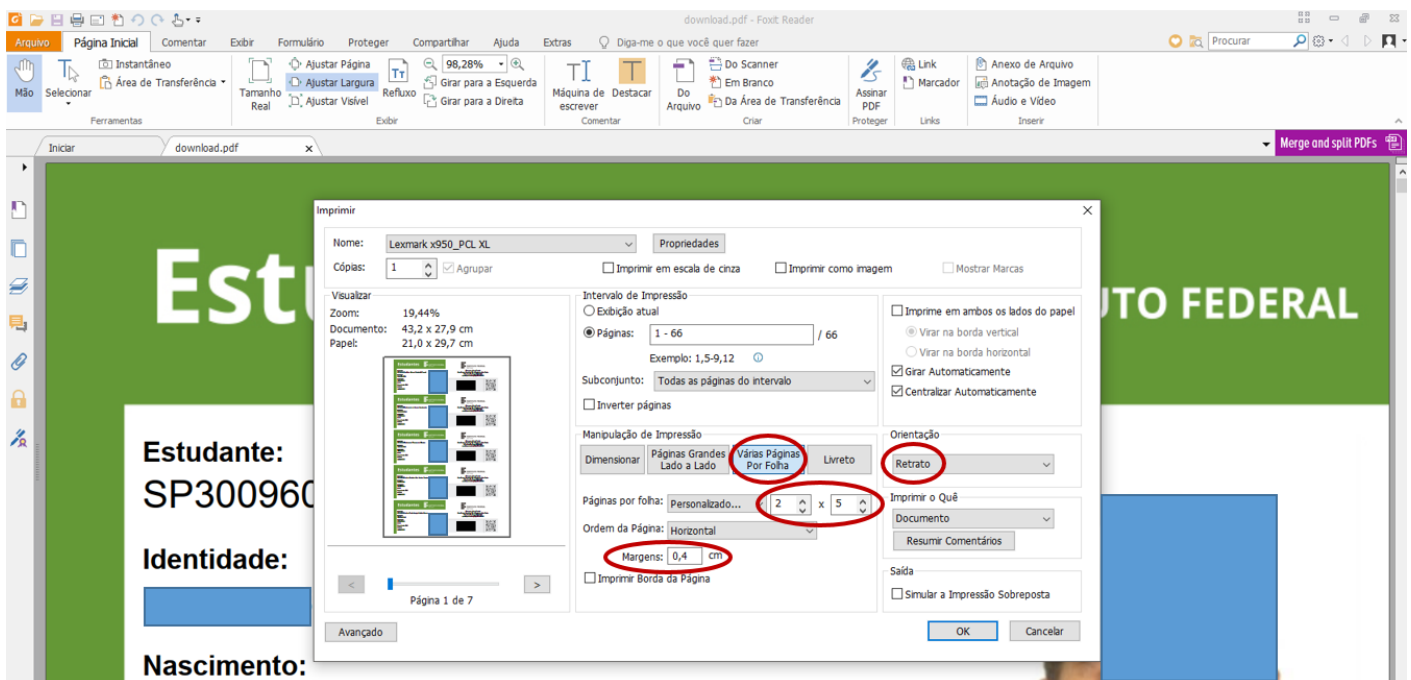 download.pdf - Foxit Reader
Arquivo Página Inicial Comentar Exibir Formulário Proteger Compartilhar Ajuda Extras Diga-me o que você quer fazer Procurar
Mão
Selecionar
Instantâneo
Área de Transferência
Ferramentas
Tamanho
Real
Ajustar Página
Ajustar Largura
Ajustar Visível
Refluxo
98,28%
Girar para a Esquerda
Girar para a Direita
Exibir
Máquina de
escrever
Destacar
Comentar
Do
Arquivo
Do Scanner
Em Branco
Da Área de Transferência
Criar
Assinar
PDF
Proteger
Link
Marcador
Links
Anexo de Arquivo
Anotação de Imagem
Áudio e Vídeo
Inserir
Iniciar download.pdf x
Merge and split PDFs
Est
UTO FEDERAL
Estudante:
SP300960
Identidade:
Nascimento:
Imprimir
Nome: Lexmark x950_PCL XL Propriedades
Cópias: 1 Agrupar Imprimir em escala de cinza Imprimir como imagem Mostrar Marcas
Visualizar
Zoom: 19,44%
Documento: 43,2 x 27,9 cm
Papel: 21,0 x 29,7 cm
< >
Página 1 de 7
Intervalo de Impressão
Exibição atual
Páginas: 1 - 66 / 66
Exemplo: 1,5-9,12
Subconjunto: Todas as páginas do intervalo
Inverter páginas
Manipulação de Impressão
Dimensionar
Páginas Grandes
Lado a Lado
Várias Páginas
Por Folha
Livreto
Páginas por folha: Personalizado... 2 x 5
Ordem da Página: Horizontal
Margens: 0,4 cm
Imprimir Borda da Página
Imprime em ambos os lados do papel
Virar na borda vertical
Virar na borda horizontal
Girar Automaticamente
Centralizar Automaticamente
Orientação
Retrato
Imprimir o Quê
Documento
Resumir Comentários
Saída
Simular a Impressão Sobreposta
Avançado OK Cancelar